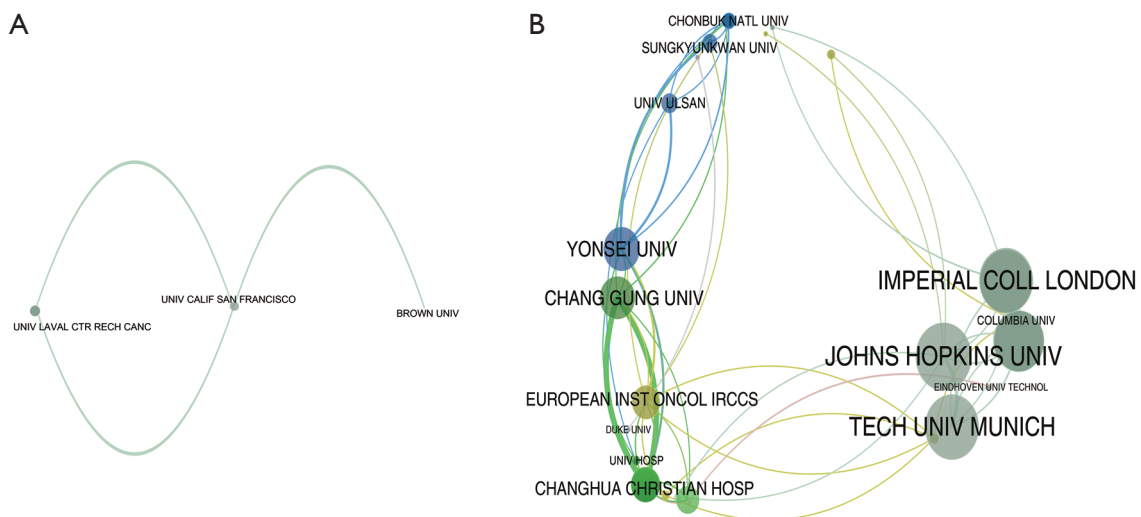 A
UNIV CALIF SAN FRANCISCO
BROWN UNIV
UNIV LAVAL CTR RECH CANC
B
CHONBUK NATL UNIV
SUNGKYUNKWAN UNIV
UNIV ULSAN
YONSEI UNIV
CHANG GUNG UNIV
EUROPEAN INST ONCOL IRCCS
DUKE UNIV
UNIV HOSP
CHANGHUA CHRISTIAN HOSP
IMPERIAL COLL LONDON
COLUMBIA UNIV
JOHNS HOPKINS UNIV
EINDHOVEN UNIV TECHNOL
TECH UNIV MUNICH